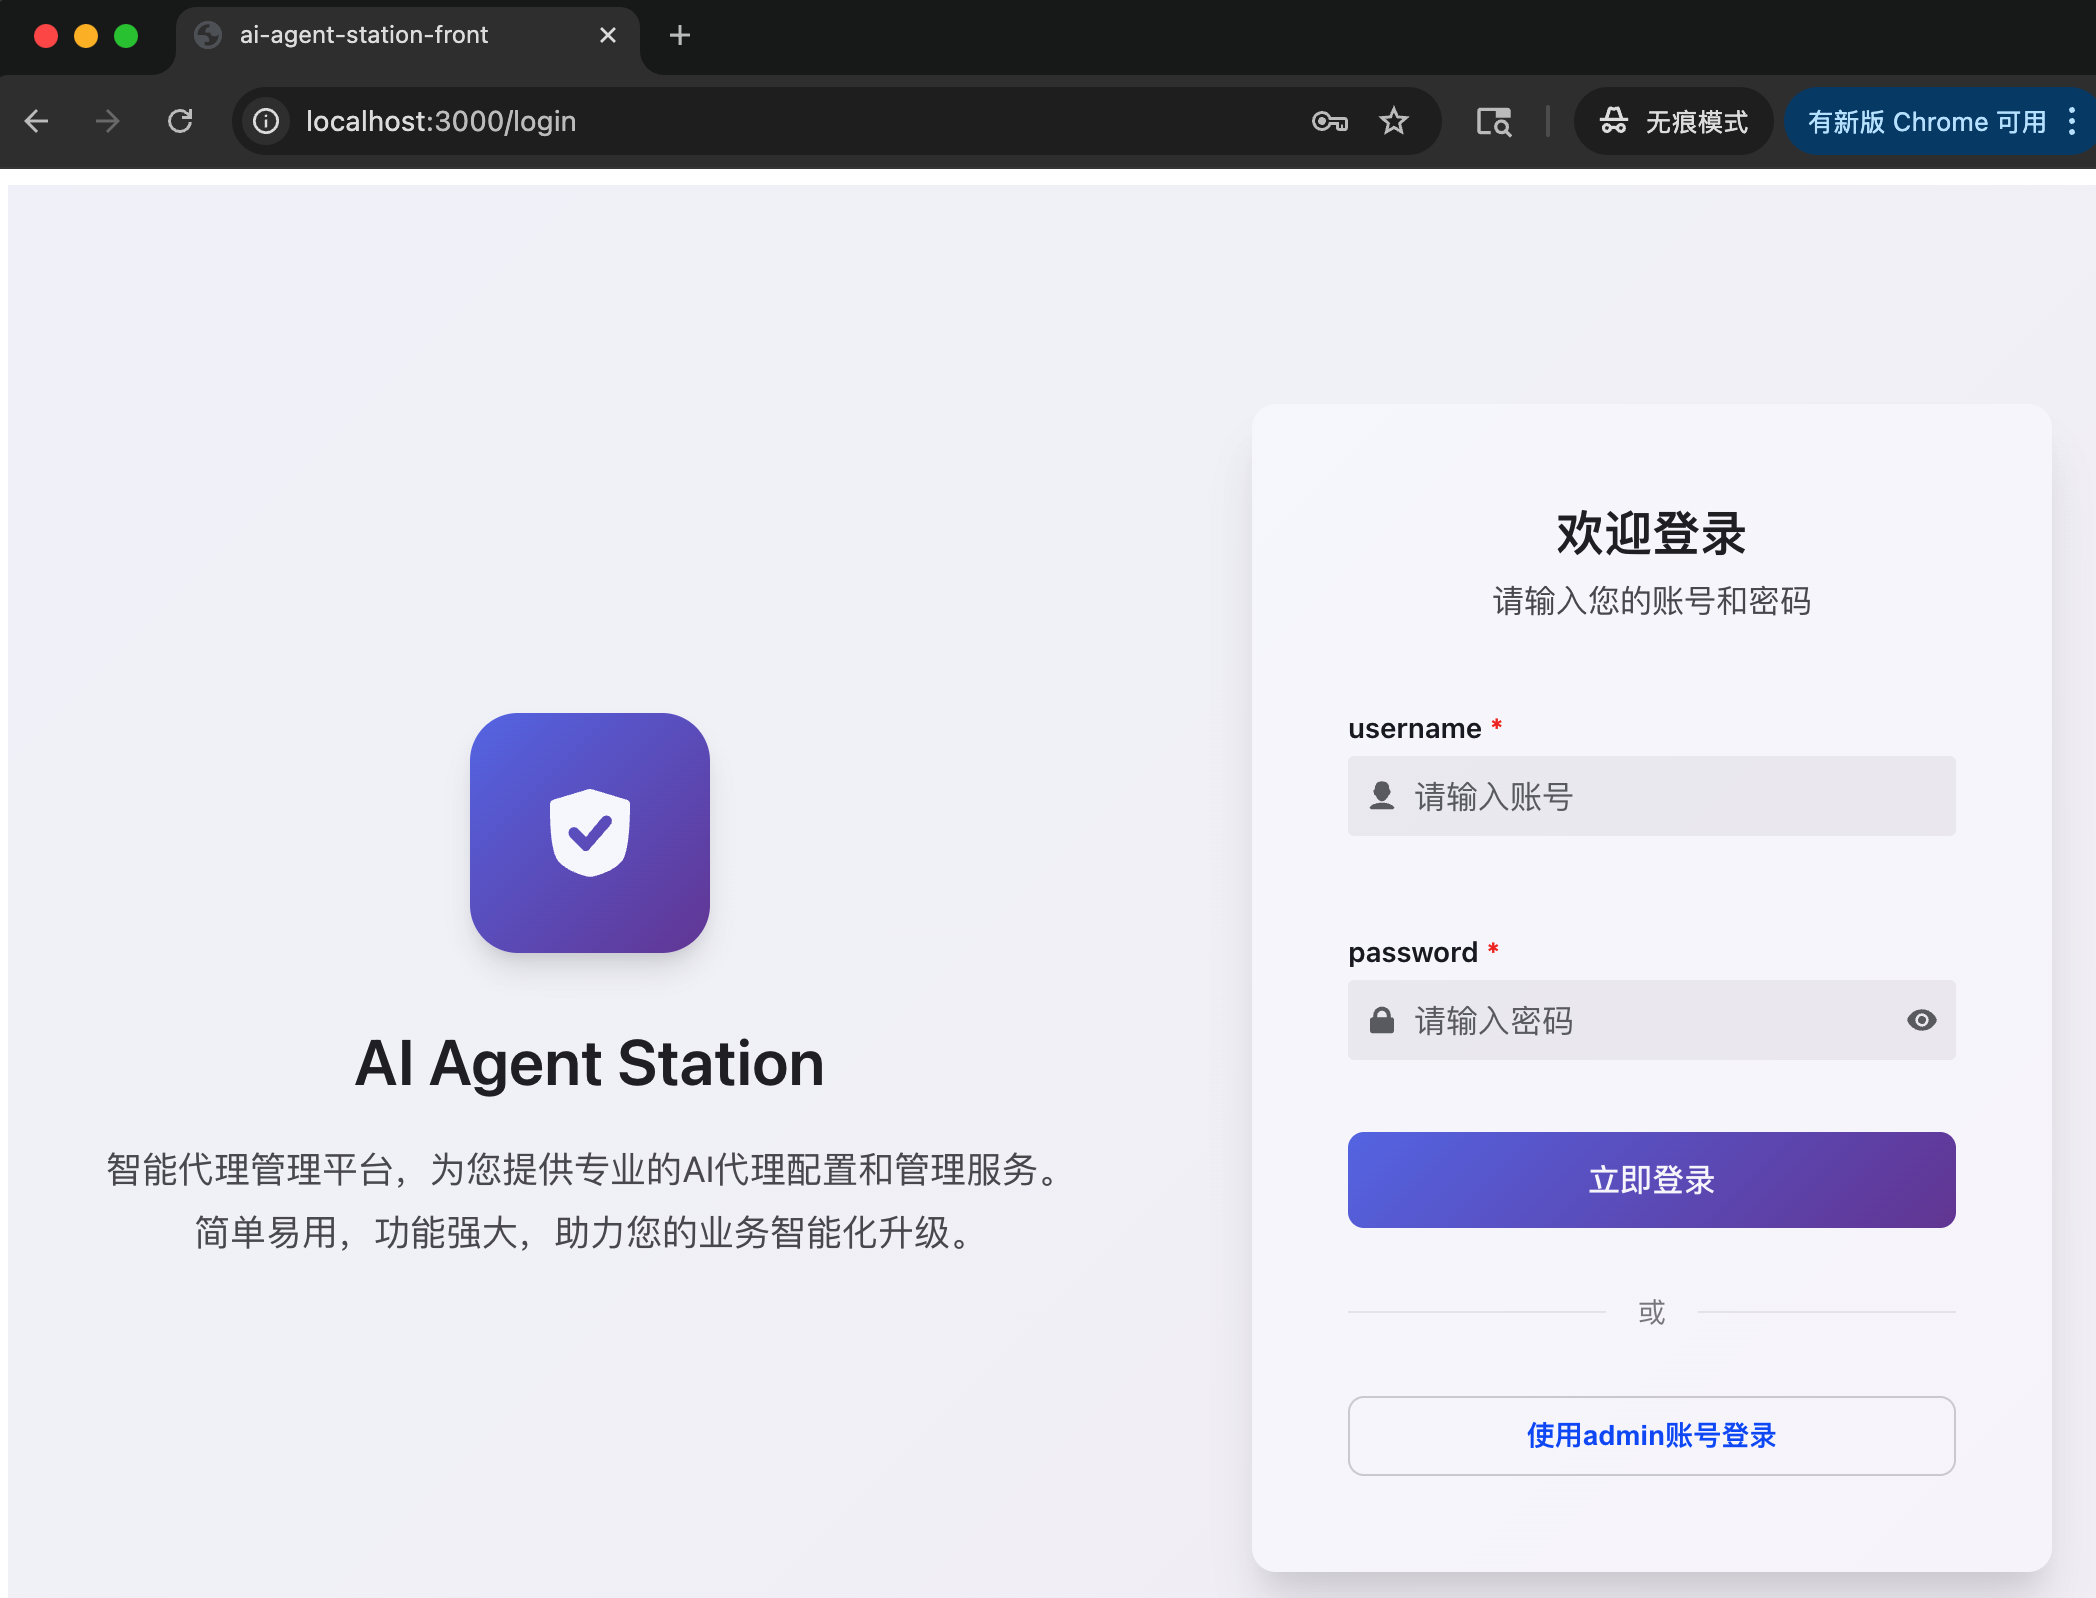 ai-agent-station-front
localhost:3000/login
无痕模式
有新版 Chrome 可用
AI Agent Station
智能代理管理平台，为您提供专业的AI代理配置和管理服务。
简单易用，功能强大，助力您的业务智能化升级。
欢迎登录
请输入您的账号和密码
username *
请输入账号
password *
请输入密码
立即登录
或
使用admin账号登录